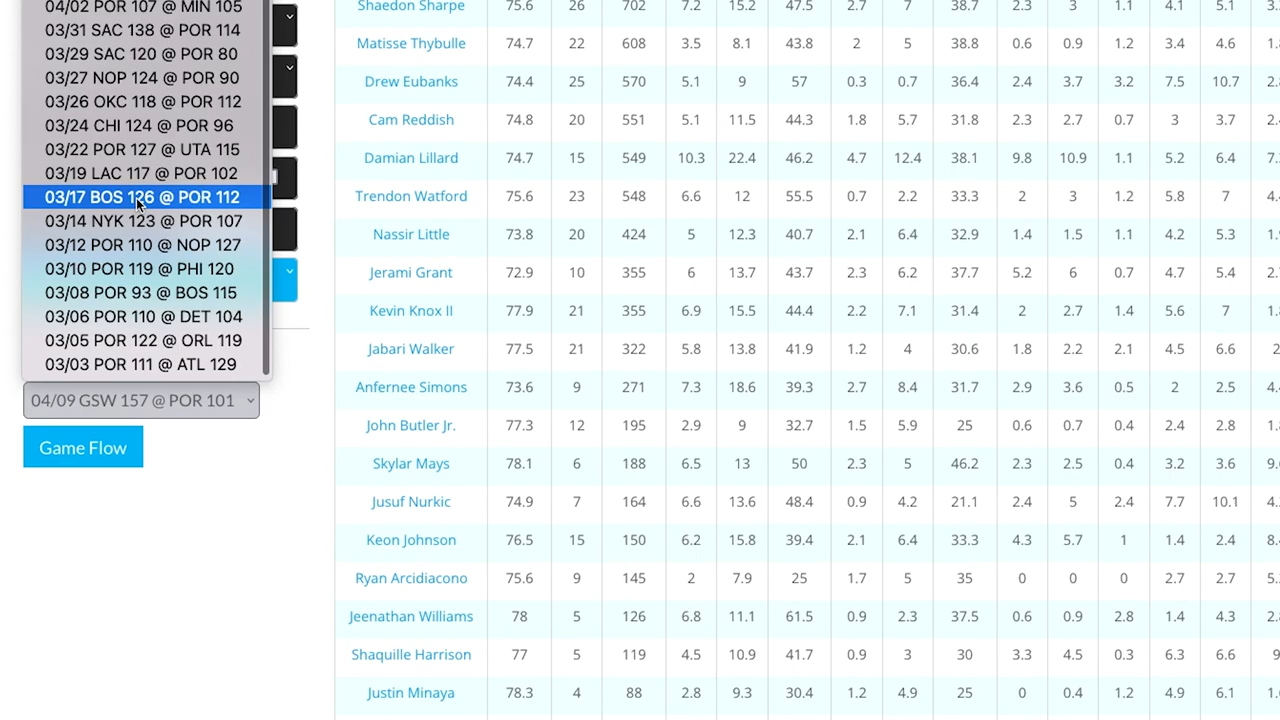 04/02 POR 107 @ MIN 105
03/31 SAC 138 @ POR 114
03/29 SAC 120 @ POR 80
03/27 NOP 124 @ POR 90
03/26 OKC 118 @ POR 112
03/24 CHI 124 @ POR 96
03/22 POR 127 @ UTA 115
03/19 LAC 117 @ POR 102
03/17 BOS 126 @ POR 112
03/14 NYK 123 @ POR 107
03/12 POR 110 @ NOP 127
03/10 POR 119 @ PHI 120
03/08 POR 93 @ BOS 115
03/06 POR 110 @ DET 104
03/05 POR 122 @ ORL 119
03/03 POR 111 @ ATL 129
04/09 GSW 157 @ POR 101
Game Flow
Shaedon Sharpe 75.6 26 702 7.2 15.2 47.5 2.7 7 38.7 2.3 3 1.1 4.1 5.1
Matisse Thybulle 74.7 22 608 3.5 8.1 43.8 2 5 38.8 0.6 0.9 1.2 3.4 4.6
Drew Eubanks 74.4 25 570 5.1 9 57 0.3 0.7 36.4 2.4 3.7 3.2 7.5 10.7
Cam Reddish 74.8 20 551 5.1 11.5 44.3 1.8 5.7 31.8 2.3 2.7 0.7 3 3.7
Damian Lillard 74.7 15 549 10.3 22.4 46.2 4.7 12.4 38.1 9.8 10.9 1.1 5.2 6.4
Trendon Watford 75.6 23 548 6.6 12 55.5 0.7 2.2 33.3 2 3 1.2 5.8 7
Nassir Little 73.8 20 424 5 12.3 40.7 2.1 6.4 32.9 1.4 1.5 1.1 4.2 5.3
Jerami Grant 72.9 10 355 6 13.7 43.7 2.3 6.2 37.7 5.2 6 0.7 4.7 5.4
Kevin Knox II 77.9 21 355 6.9 15.5 44.4 2.2 7.1 31.4 2 2.7 1.4 5.6 7
Jabari Walker 77.5 21 322 5.8 13.8 41.9 1.2 4 30.6 1.8 2.2 2.1 4.5 6.6
Anfernee Simons 73.6 9 271 7.3 18.6 39.3 2.7 8.4 31.7 2.9 3.6 0.5 2 2.5
John Butler Jr. 77.3 12 195 2.9 9 32.7 1.5 5.9 25 0.6 0.7 0.4 2.4 2.8
Skylar Mays 78.1 6 188 6.5 13 50 2.3 5 46.2 2.3 2.5 0.4 3.2 3.6
Jusuf Nurkic 74.9 7 164 6.6 13.6 48.4 0.9 4.2 21.1 2.4 5 2.4 7.7 10.1
Keon Johnson 76.5 15 150 6.2 15.8 39.4 2.1 6.4 33.3 4.3 5.7 1 1.4 2.4
Ryan Arcidiacono 75.6 9 145 2 7.9 25 1.7 5 35 0 0 0 2.7 2.7
Jeenathan Williams 78 5 126 6.8 11.1 61.5 0.9 2.3 37.5 0.6 0.9 2.8 1.4 4.3
Shaquille Harrison 77 5 119 4.5 10.9 41.7 0.9 3 30 3.3 4.5 0.3 6.3 6.6
Justin Minaya 78.3 4 88 2.8 9.3 30.4 1.2 4.9 25 0 0.4 1.2 4.9 6.1